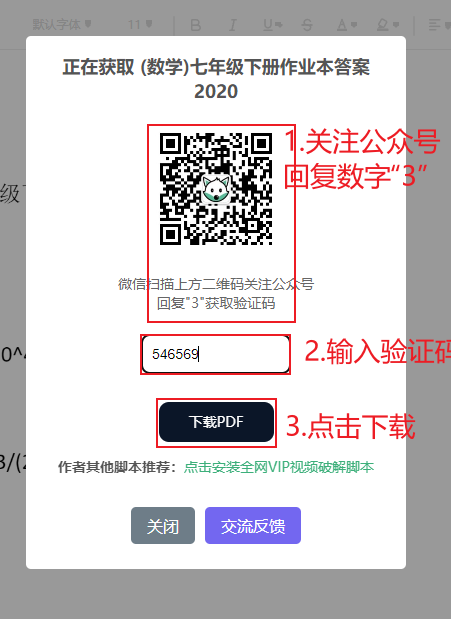 默认字体 11 B I U S A
正在获取 (数学)七年级下册作业本答案
2020
1.关注公众号
回复数字“3”
级
微信扫描上方二维码关注公众号
回复"3"获取验证码
0^
546569
2.输入验证码
下载PDF
3.点击下载
3/(2
作者其他脚本推荐：点击安装全网VIP视频破解脚本
关闭 交流反馈